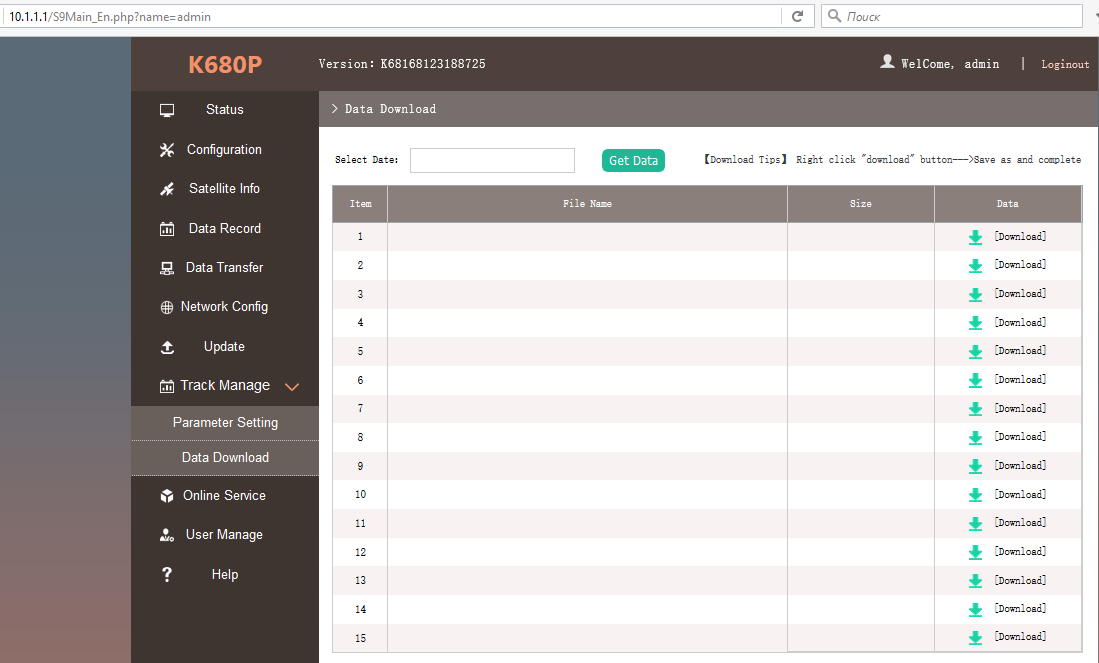 10.1.1.1/S9Main_En.php?name=admin
Поиск
K680P
Version: K68168123188725
WelCome, admin | Loginout
Status
Configuration
Satellite Info
Data Record
Data Transfer
Network Config
Update
Track Manage
Parameter Setting
Data Download
Online Service
User Manage
? Help
> Data Download
Select Date:
Get Data
【Download Tips】 Right click "download" button--->Save as and complete
Item File Name Size Data
1 [Download]
2 [Download]
3 [Download]
4 [Download]
5 [Download]
6 [Download]
7 [Download]
8 [Download]
9 [Download]
10 [Download]
11 [Download]
12 [Download]
13 [Download]
14 [Download]
15 [Download]